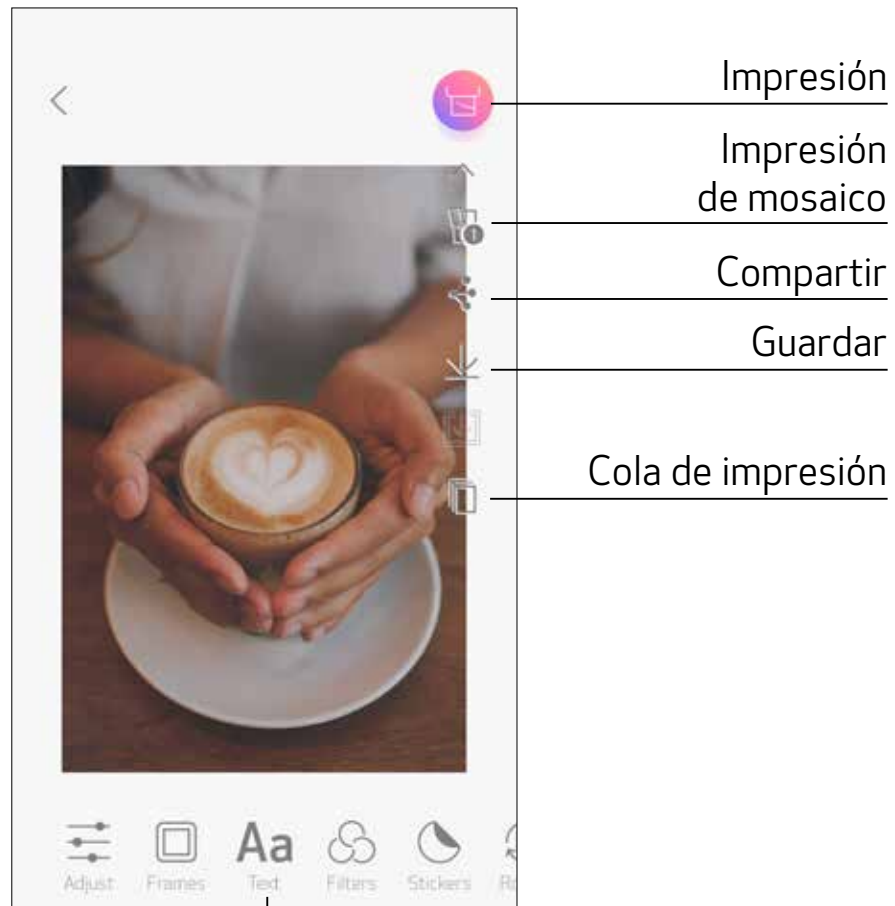 Impresión
Impresión
de mosaico
Compartir
Guardar
Cola de impresión
Aa
Adjust Frames Text Filters Stickers